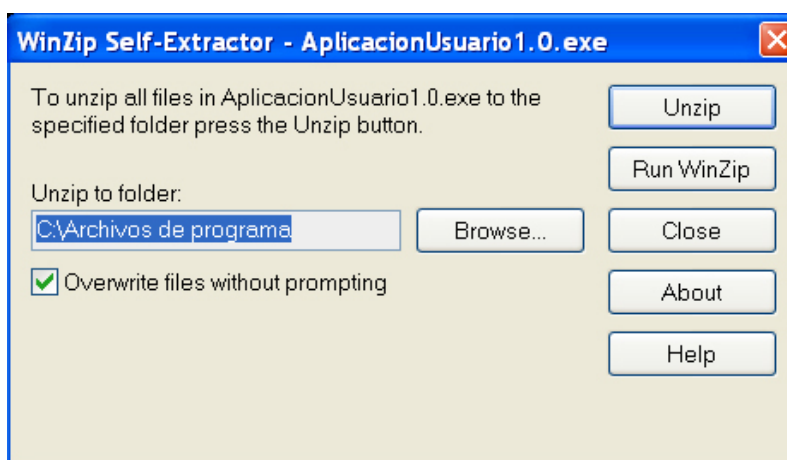 WinZip Self-Extractor - AplicacionUsuario1.0.exe
To unzip all files in AplicacionUsuario1.0.exe to the
specified folder press the Unzip button.
Unzip to folder:
C:\Archivos de programa
Browse...
Overwrite files without prompting
Unzip
Run WinZip
Close
About
Help